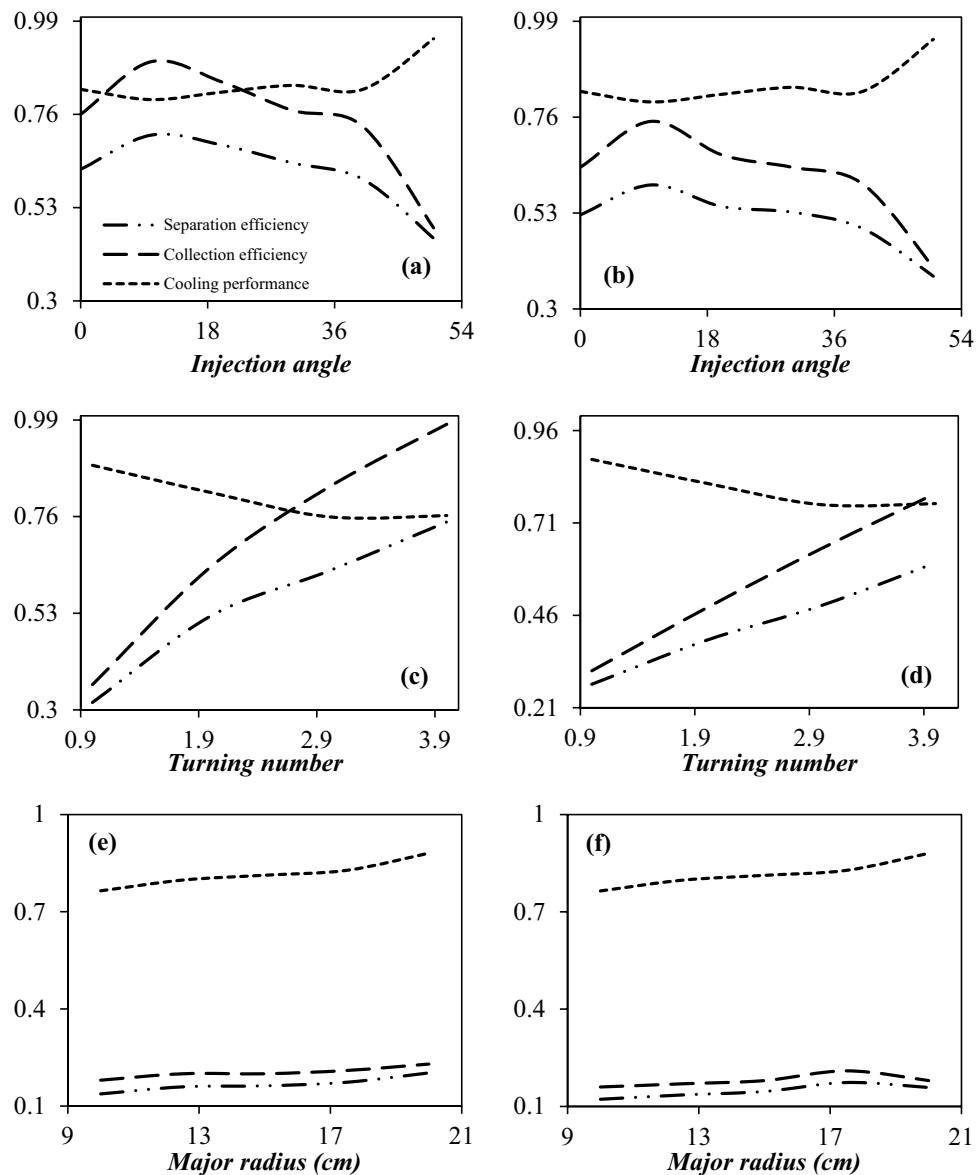 0.99
0.76
0.53
0.3
Separation efficiency
Collection efficiency
Cooling performance
(a)
0 18 36 54
Injection angle
0.99
0.76
0.53
0.3
(b)
0 18 36 54
Injection angle
0.99
0.76
0.53
0.3
(c)
0.9 1.9 2.9 3.9
Turning number
0.96
0.71
0.46
0.21
(d)
0.9 1.9 2.9 3.9
Turning number
1
0.7
0.4
0.1
(e)
9 13 17 21
Major radius (cm)
1
0.7
0.4
0.1
(f)
9 13 17 21
Major radius (cm)